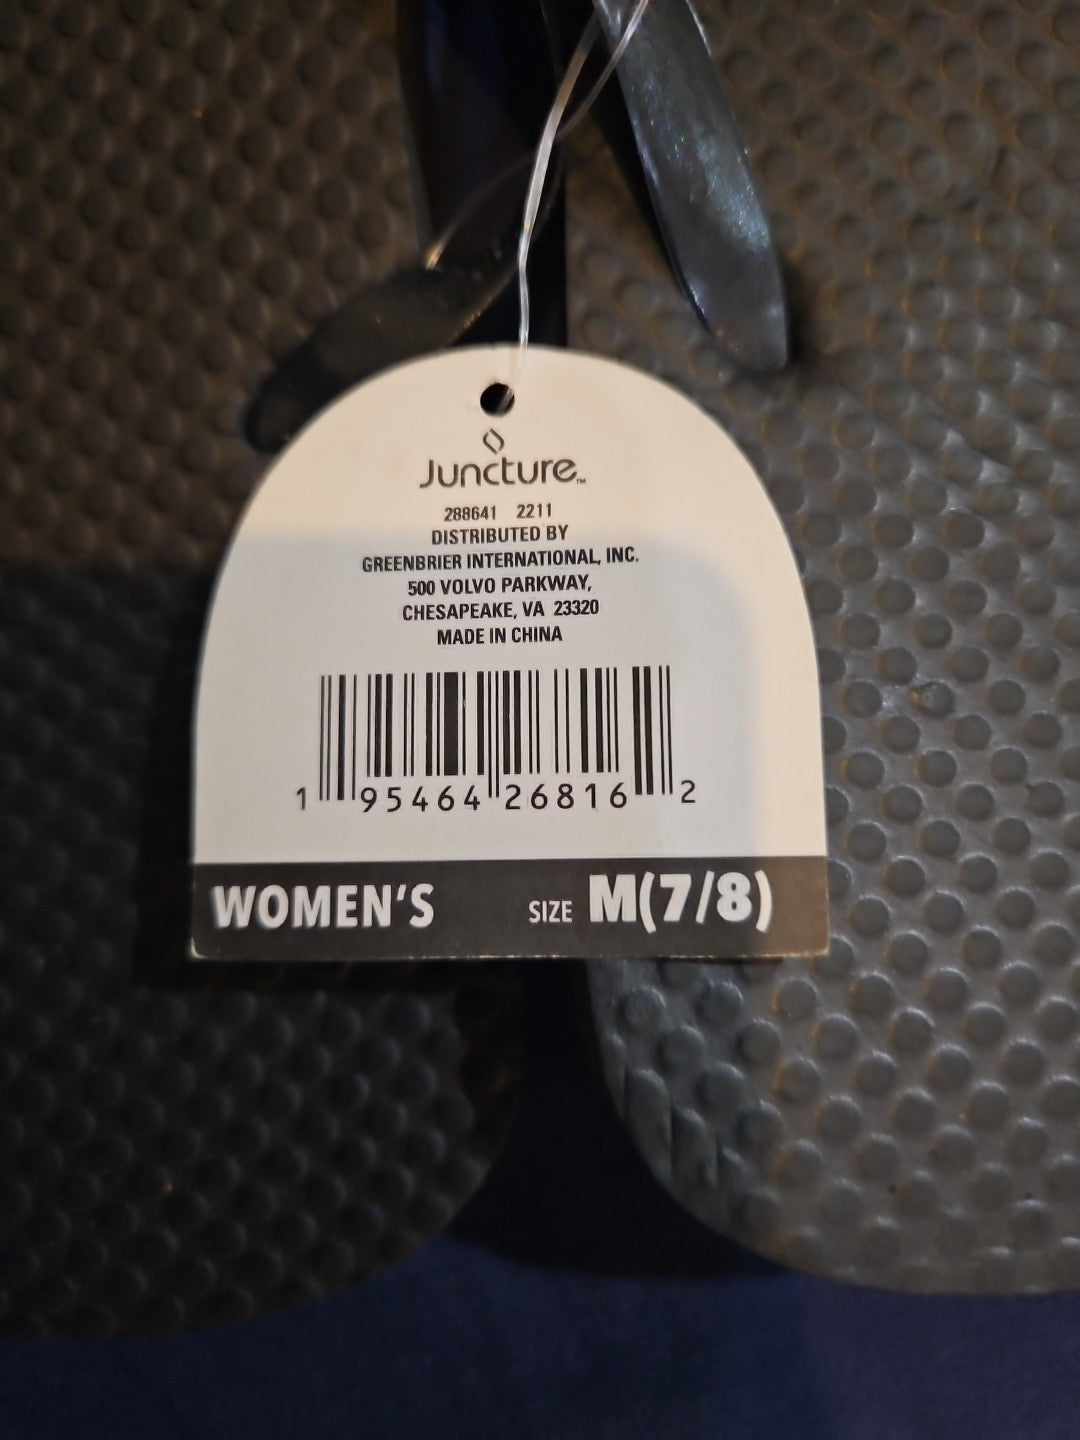 Juncture™
288641 2211
DISTRIBUTED BY
GREENBRIER INTERNATIONAL, INC.
500 VOLVO PARKWAY,
CHESAPEAKE, VA 23320
MADE IN CHINA
1 95464 26816 2
WOMEN'S SIZE M(7/8)